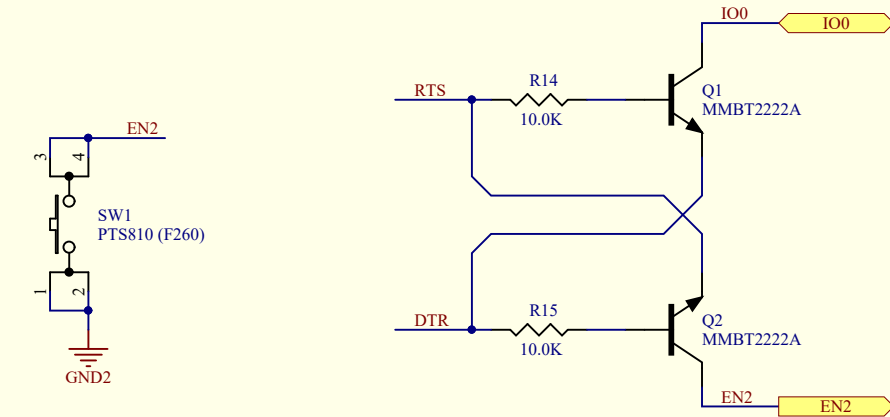 IO0
IO0
R14
RTS
Q1
MMBT2222A
10.0K
EN2
3
4
SW1
PTS810 (F260)
1
2
GND2
R15
DTR
Q2
MMBT2222A
10.0K
EN2
EN2